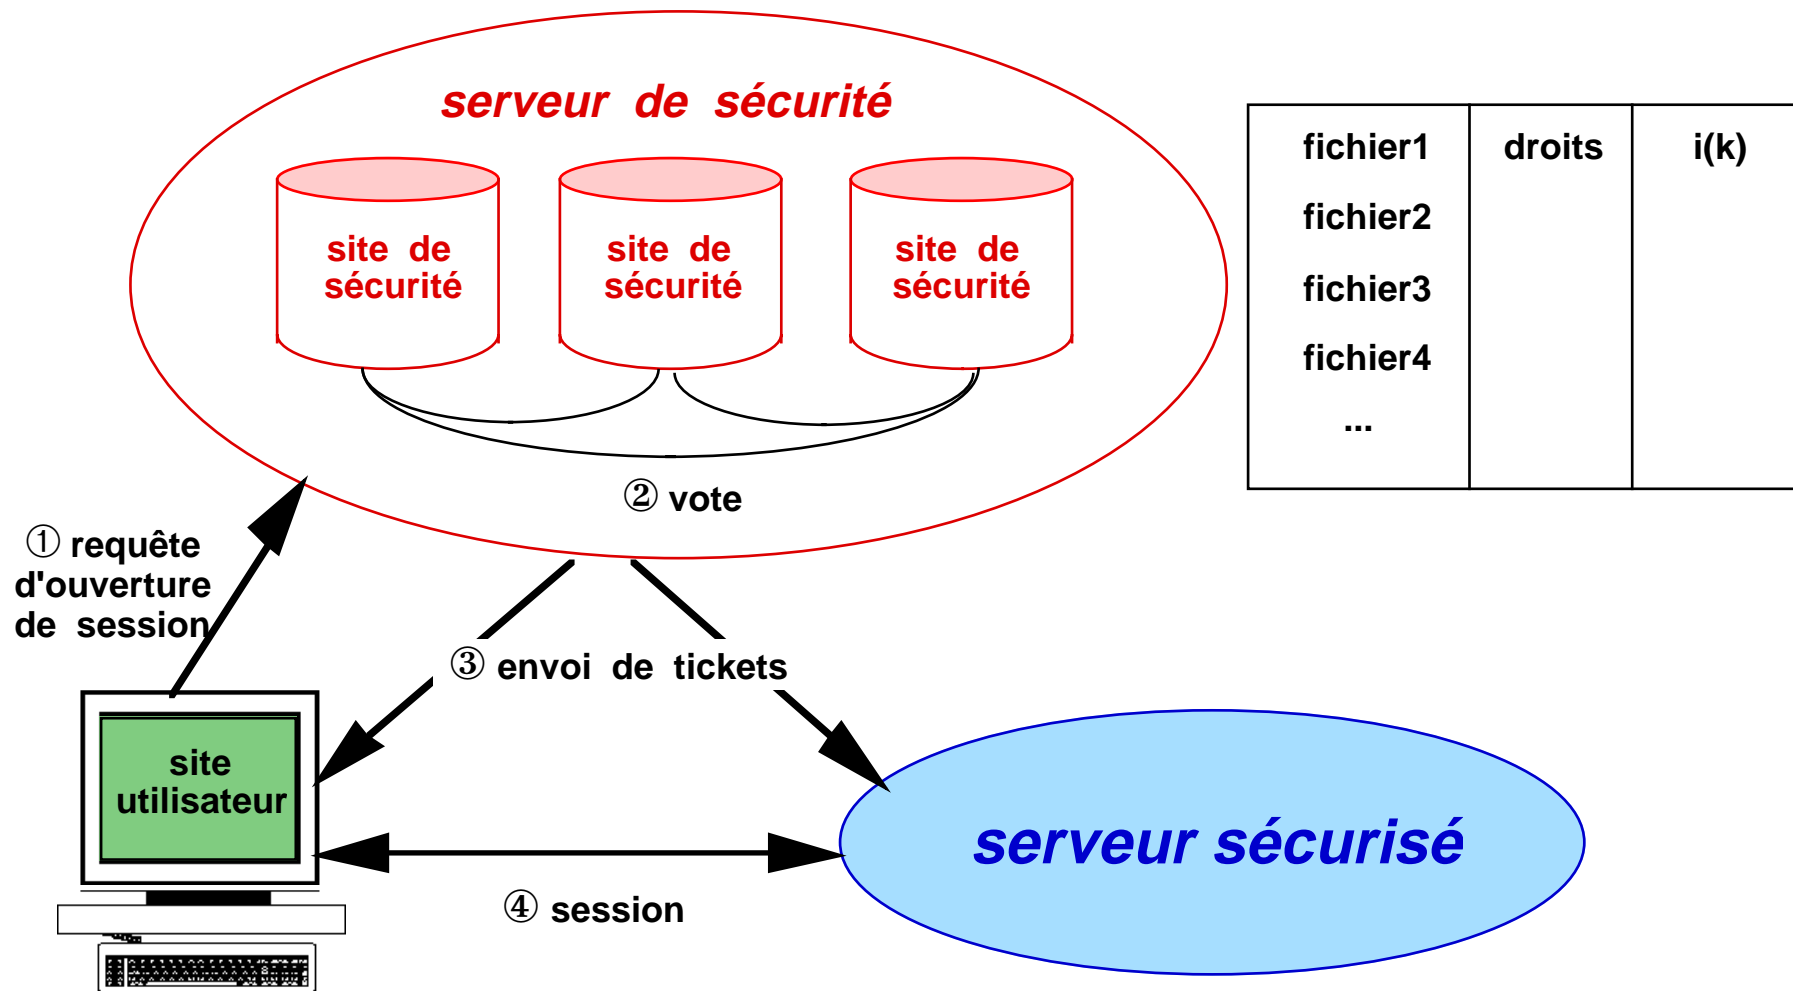 serveur de sécurité
site de
sécurité
site de
sécurité
site de
sécurité
② vote
fichier1 droits i(k)
fichier2
fichier3
fichier4
...
① requête
d'ouverture
de session
③ envoi de tickets
site
utilisateur
serveur sécurisé
④ session